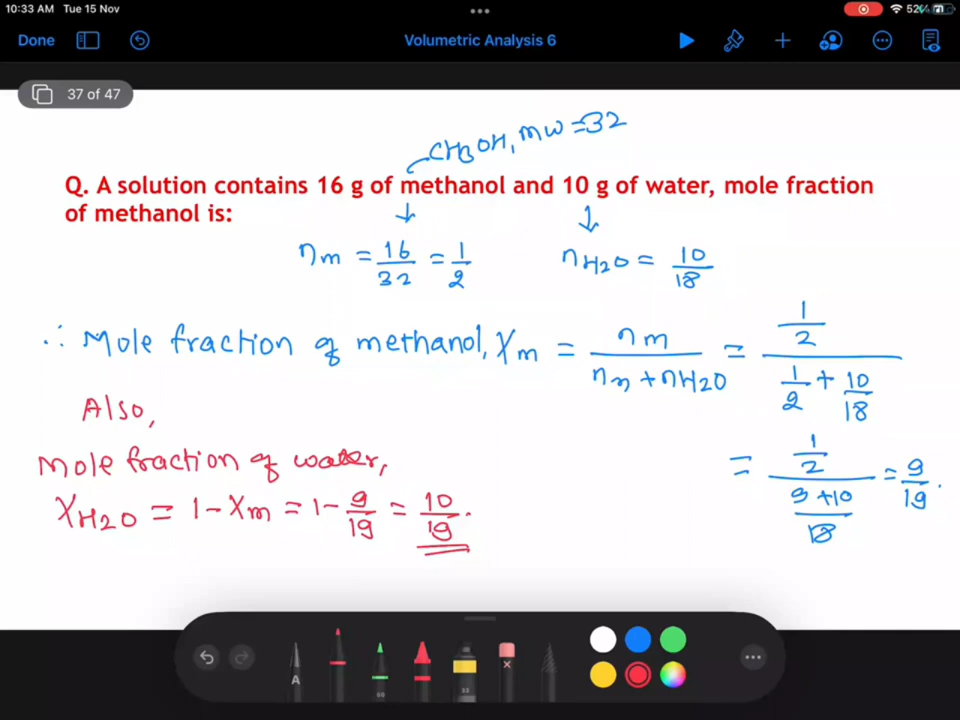 10:33 AM Tue 15 Nov
52%
Done
Volumetric Analysis 6
37 of 47
CH3OH, mw = 32
Q. A solution contains 16 g of methanol and 10 g of water, mole fraction
of methanol is:
nm = 16/32 = 1/2
nH2O = 10/18
∴ Mole fraction of methanol, Xm = nm / (nm + nH2O) = (1/2) / (1/2 + 10/18)
= (1/2) / ((9+10)/18) = 9/19.
Also,
Mole fraction of water,
XH2O = 1 - Xm = 1 - 9/19 = 10/19.
A